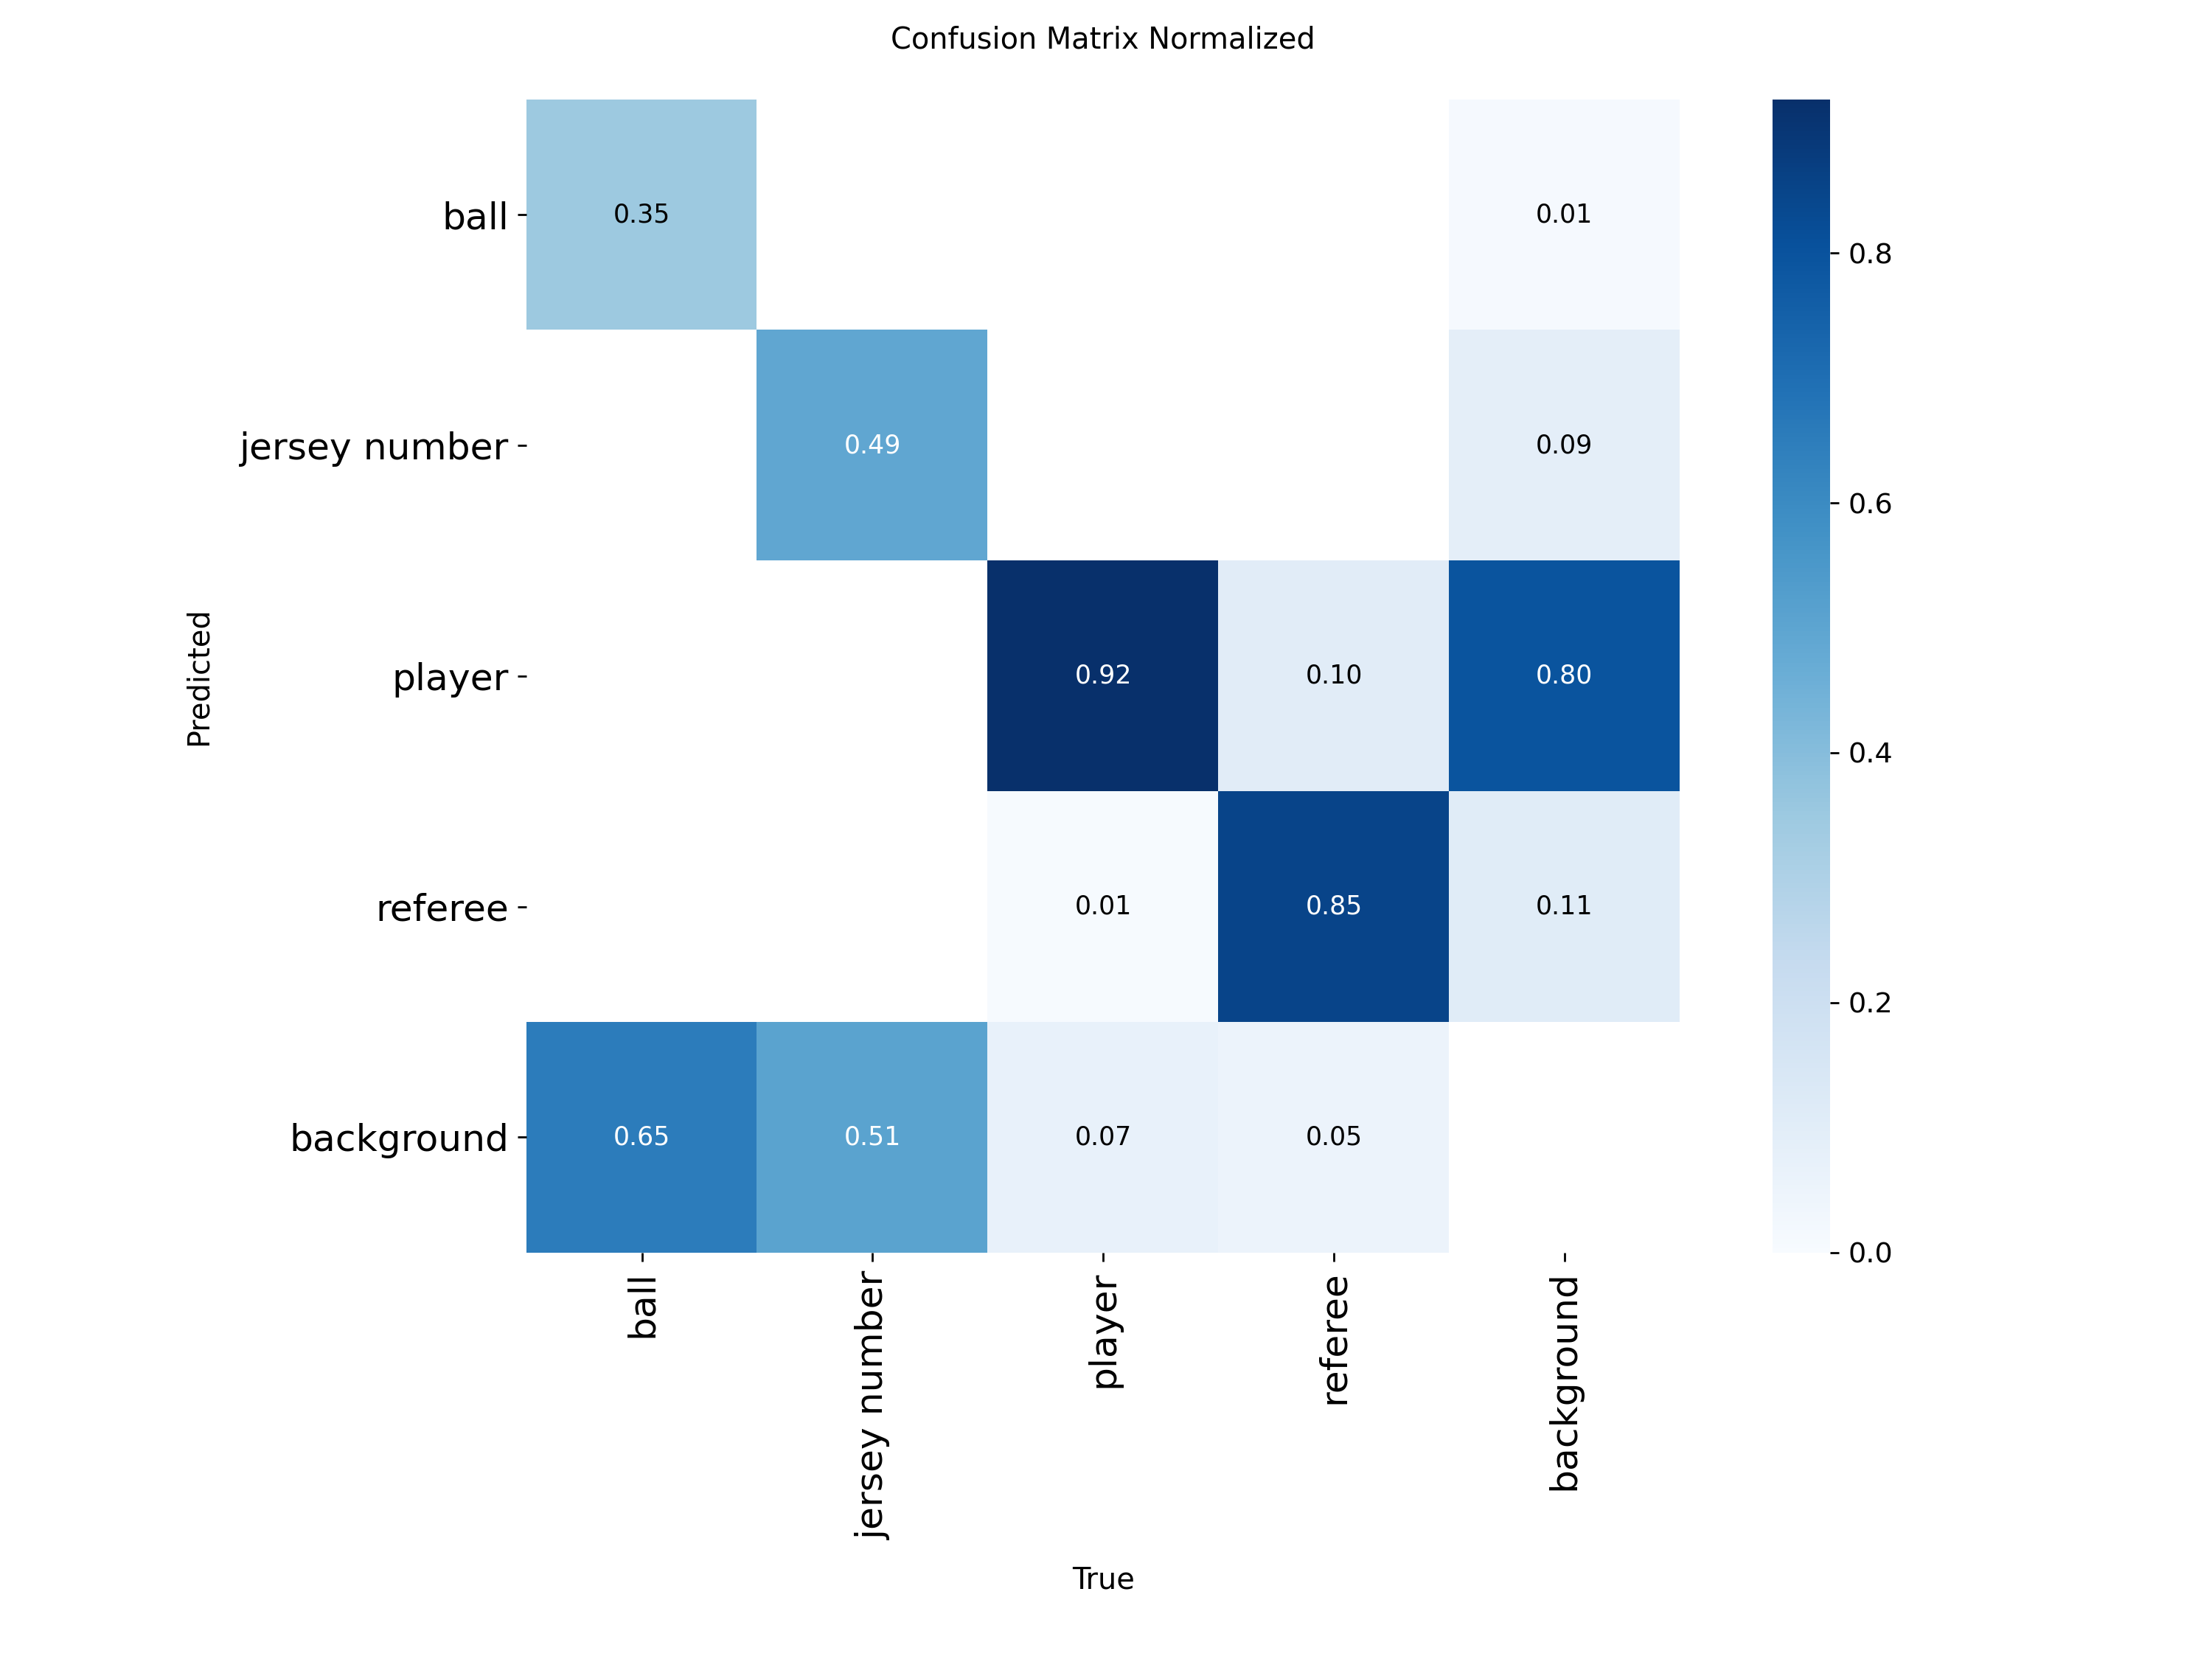 Confusion Matrix Normalized
ball
0.35
0.01
0.8
jersey number
0.49
0.09
0.6
Predicted
player
0.92
0.10
0.80
0.4
referee
0.01
0.85
0.11
0.2
background
0.65
0.51
0.07
0.05
0.0
ball
jersey number
player
referee
background
True